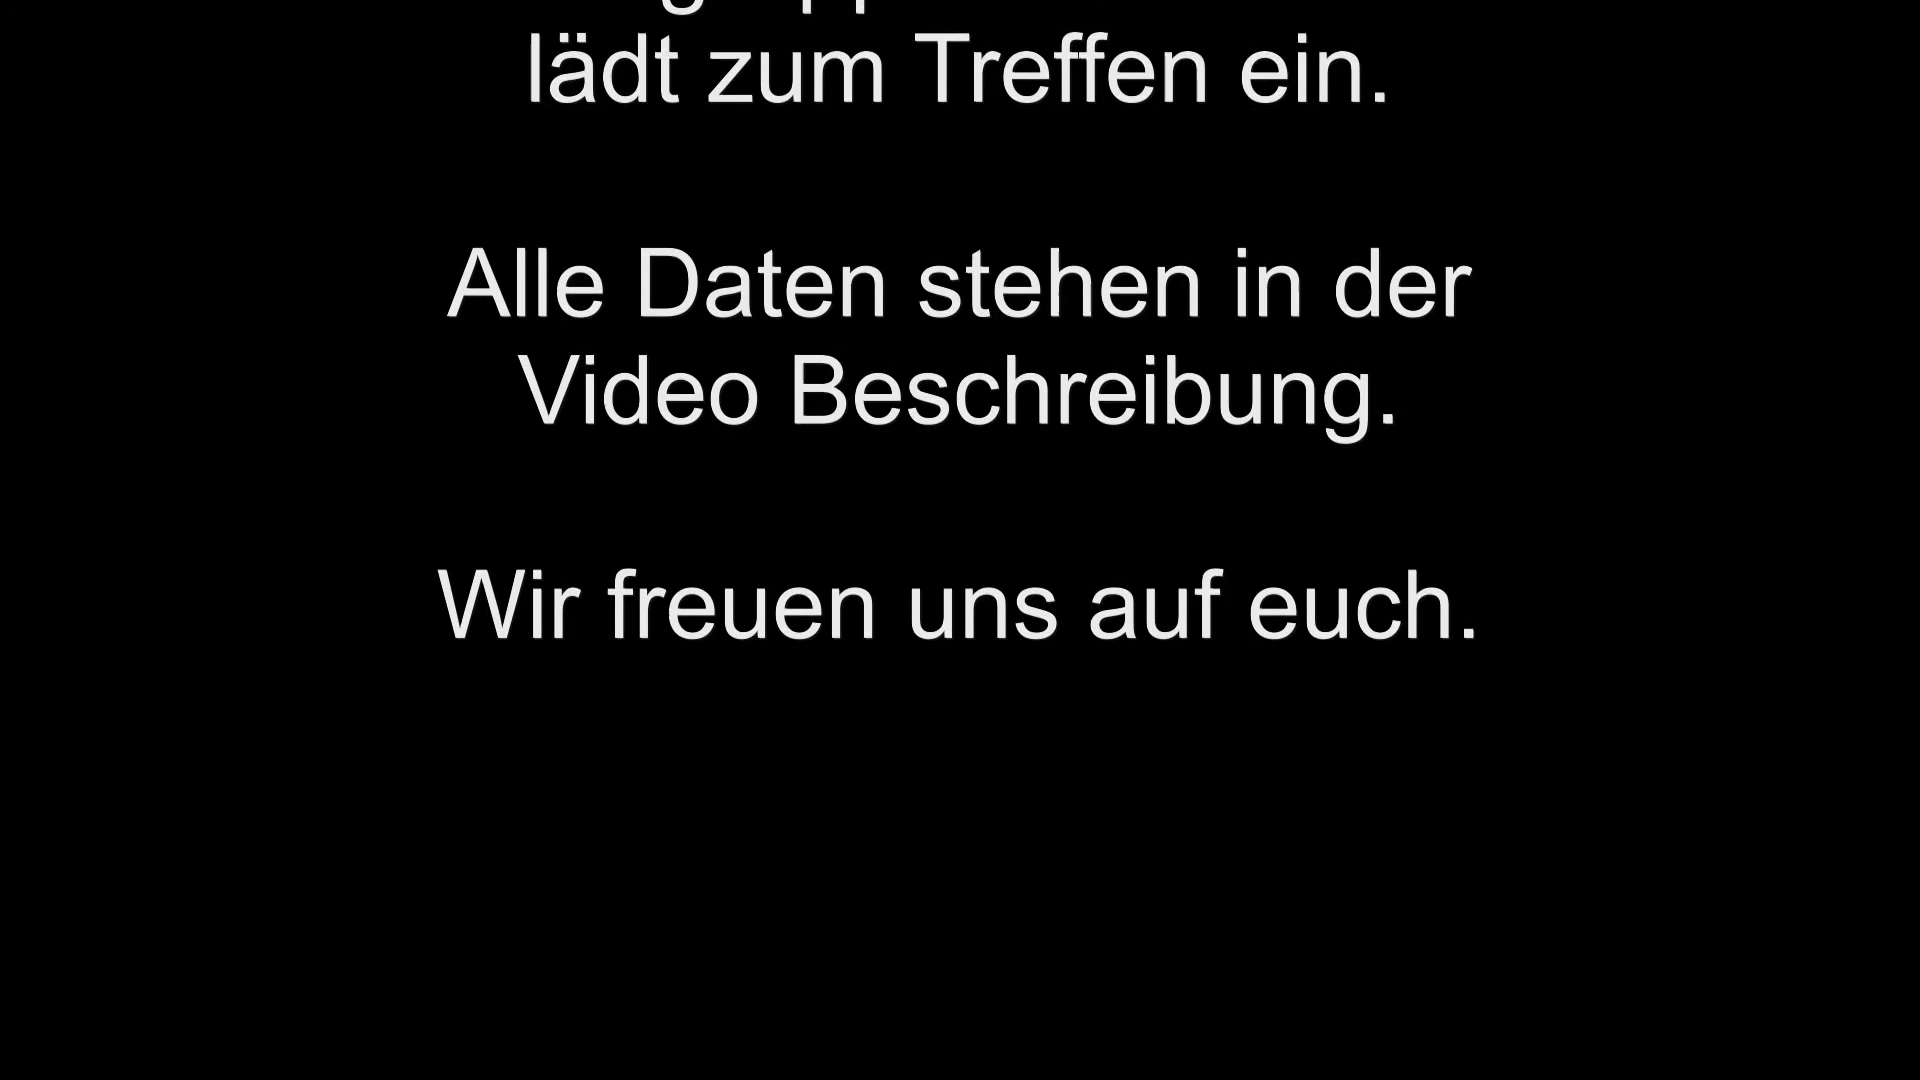 lädt zum Treffen ein.
Alle Daten stehen in der
Video Beschreibung.
Wir freuen uns auf euch.